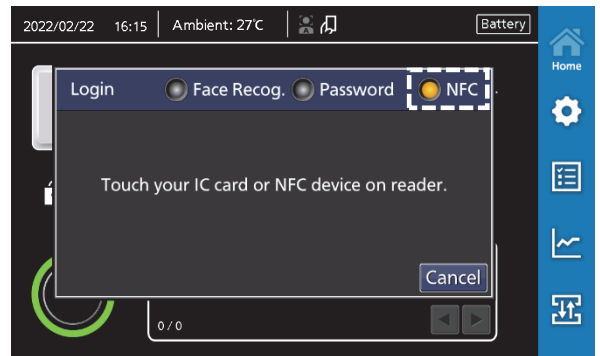 2022/02/22 16:15 Ambient: 27℃ Battery
Home
Login Face Recog. Password NFC
Touch your IC card or NFC device on reader.
Cancel
0 / 0